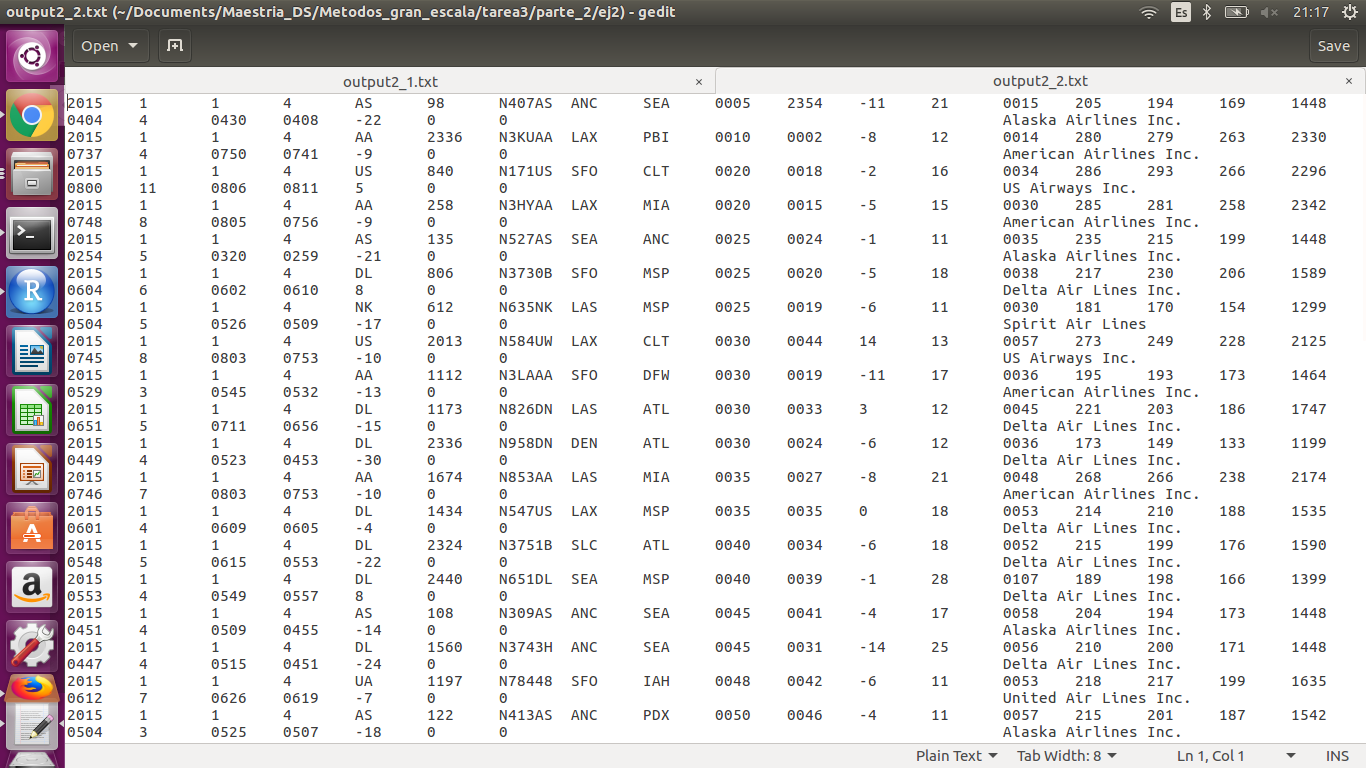 output2_2.txt (~/Documents/Maestria_DS/Metodos_gran_escala/tarea3/parte_2/ej2) - gedit Es 21:17
Open Save
output2_1.txt × output2_2.txt ×
2015 1 1 4 AS 98 N407AS ANC SEA 0005 2354 -11 21 0015 205 194 169 1448
0404 4 0430 0408 -22 0 0 Alaska Airlines Inc.
2015 1 1 4 AA 2336 N3KUAA LAX PBI 0010 0002 -8 12 0014 280 279 263 2330
0737 4 0750 0741 -9 0 0 American Airlines Inc.
2015 1 1 4 US 840 N171US SFO CLT 0020 0018 -2 16 0034 286 293 266 2296
0800 11 0806 0811 5 0 0 US Airways Inc.
2015 1 1 4 AA 258 N3HYAA LAX MIA 0020 0015 -5 15 0030 285 281 258 2342
0748 8 0805 0756 -9 0 0 American Airlines Inc.
2015 1 1 4 AS 135 N527AS SEA ANC 0025 0024 -1 11 0035 235 215 199 1448
0254 5 0320 0259 -21 0 0 Alaska Airlines Inc.
2015 1 1 4 DL 806 N3730B SFO MSP 0025 0020 -5 18 0038 217 230 206 1589
0604 6 0602 0610 8 0 0 Delta Air Lines Inc.
2015 1 1 4 NK 612 N635NK LAS MSP 0025 0019 -6 11 0030 181 170 154 1299
0504 5 0526 0509 -17 0 0 Spirit Air Lines
2015 1 1 4 US 2013 N584UW LAX CLT 0030 0044 14 13 0057 273 249 228 2125
0745 8 0803 0753 -10 0 0 US Airways Inc.
2015 1 1 4 AA 1112 N3LAAA SFO DFW 0030 0019 -11 17 0036 195 193 173 1464
0529 3 0545 0532 -13 0 0 American Airlines Inc.
2015 1 1 4 DL 1173 N826DN LAS ATL 0030 0033 3 12 0045 221 203 186 1747
0651 5 0711 0656 -15 0 0 Delta Air Lines Inc.
2015 1 1 4 DL 2336 N958DN DEN ATL 0030 0024 -6 12 0036 173 149 133 1199
0449 4 0523 0453 -30 0 0 Delta Air Lines Inc.
2015 1 1 4 AA 1674 N853AA LAS MIA 0035 0027 -8 21 0048 268 266 238 2174
0746 7 0803 0753 -10 0 0 American Airlines Inc.
2015 1 1 4 DL 1434 N547US LAX MSP 0035 0035 0 18 0053 214 210 188 1535
0601 4 0609 0605 -4 0 0 Delta Air Lines Inc.
2015 1 1 4 DL 2324 N3751B SLC ATL 0040 0034 -6 18 0052 215 199 176 1590
0548 5 0615 0553 -22 0 0 Delta Air Lines Inc.
2015 1 1 4 DL 2440 N651DL SEA MSP 0040 0039 -1 28 0107 189 198 166 1399
0553 4 0549 0557 8 0 0 Delta Air Lines Inc.
2015 1 1 4 AS 108 N309AS ANC SEA 0045 0041 -4 17 0058 204 194 173 1448
0451 4 0509 0455 -14 0 0 Alaska Airlines Inc.
2015 1 1 4 DL 1560 N3743H ANC SEA 0045 0031 -14 25 0056 210 200 171 1448
0447 4 0515 0451 -24 0 0 Delta Air Lines Inc.
2015 1 1 4 UA 1197 N78448 SFO IAH 0048 0042 -6 11 0053 218 217 199 1635
0612 7 0626 0619 -7 0 0 United Air Lines Inc.
2015 1 1 4 AS 122 N413AS ANC PDX 0050 0046 -4 11 0057 215 201 187 1542
0504 3 0525 0507 -18 0 0 Alaska Airlines Inc.
Plain Text Tab Width: 8 Ln 1, Col 1 INS